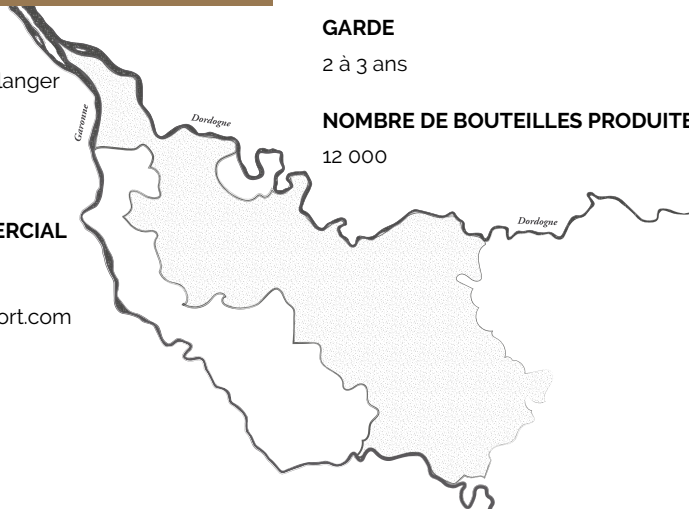 GARDE
2 à 3 ans
NOMBRE DE BOUTEILLES PRODUITE
12 000
langer
ERCIAL
ort.com
Garonne
Dordogne
Dordogne